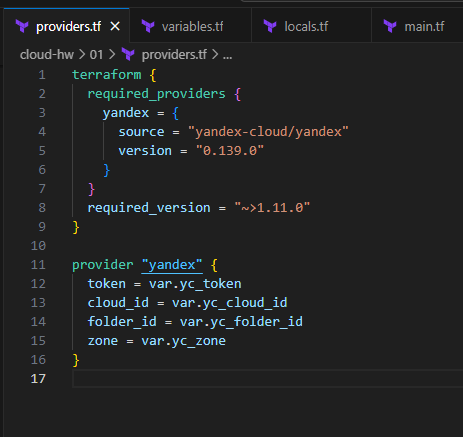 providers.tf × variables.tf locals.tf main.tf
cloud-hw > 01 > providers.tf > ...
1 terraform {
2   required_providers {
3     yandex = {
4       source = "yandex-cloud/yandex"
5       version = "0.139.0"
6     }
7   }
8   required_version = "~>1.11.0"
9 }
10
11 provider "yandex" {
12   token = var.yc_token
13   cloud_id = var.yc_cloud_id
14   folder_id = var.yc_folder_id
15   zone = var.yc_zone
16 }
17